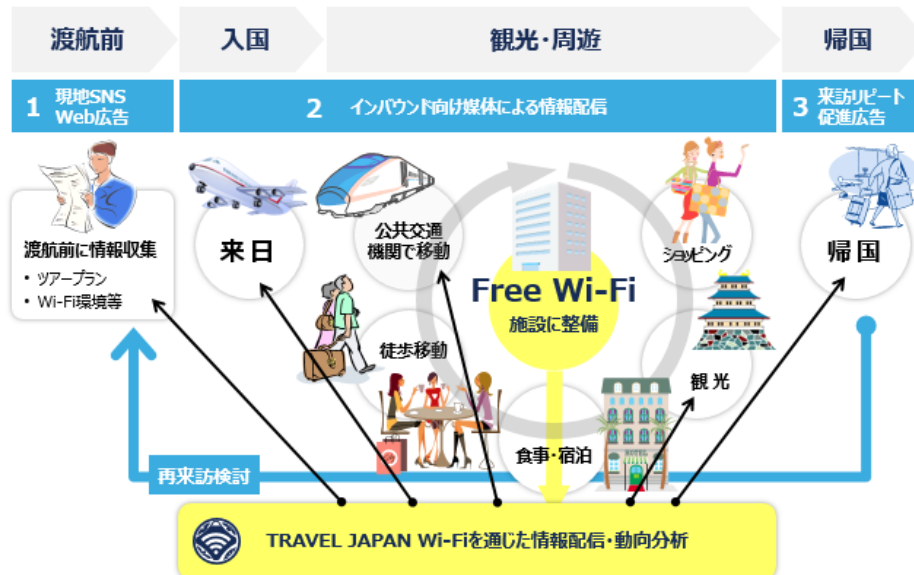 渡航前
入国
観光・周遊
帰国
1 現地SNS
Web広告
2 インバウンド向け媒体による情報配信
3 来訪リピート
促進広告
渡航前に情報収集
・ ツアープラン
・ Wi-Fi環境等
来日
公共交通
機関で移動
ショッピング
帰国
Free Wi-Fi
施設に整備
徒歩移動
観光
食事・宿泊
HOTEL
再来訪検討
TRAVEL JAPAN Wi-Fiを通じた情報配信・動向分析